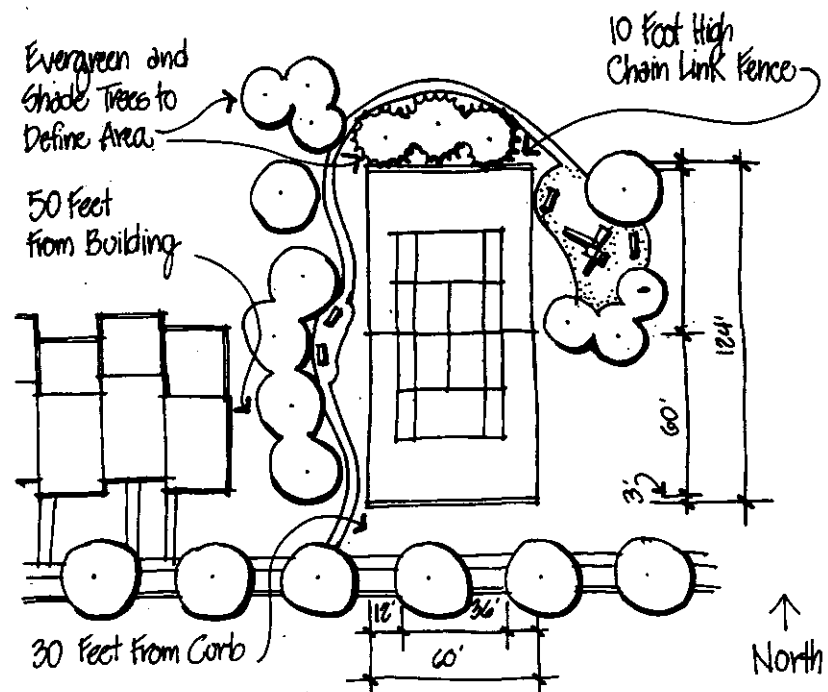 Evergreen and
Shade Trees to
Define Area
10 Foot High
Chain Link Fence
50 Feet
From Building
124'
60'
3'
12'
36'
60'
30 Feet From Curb
North